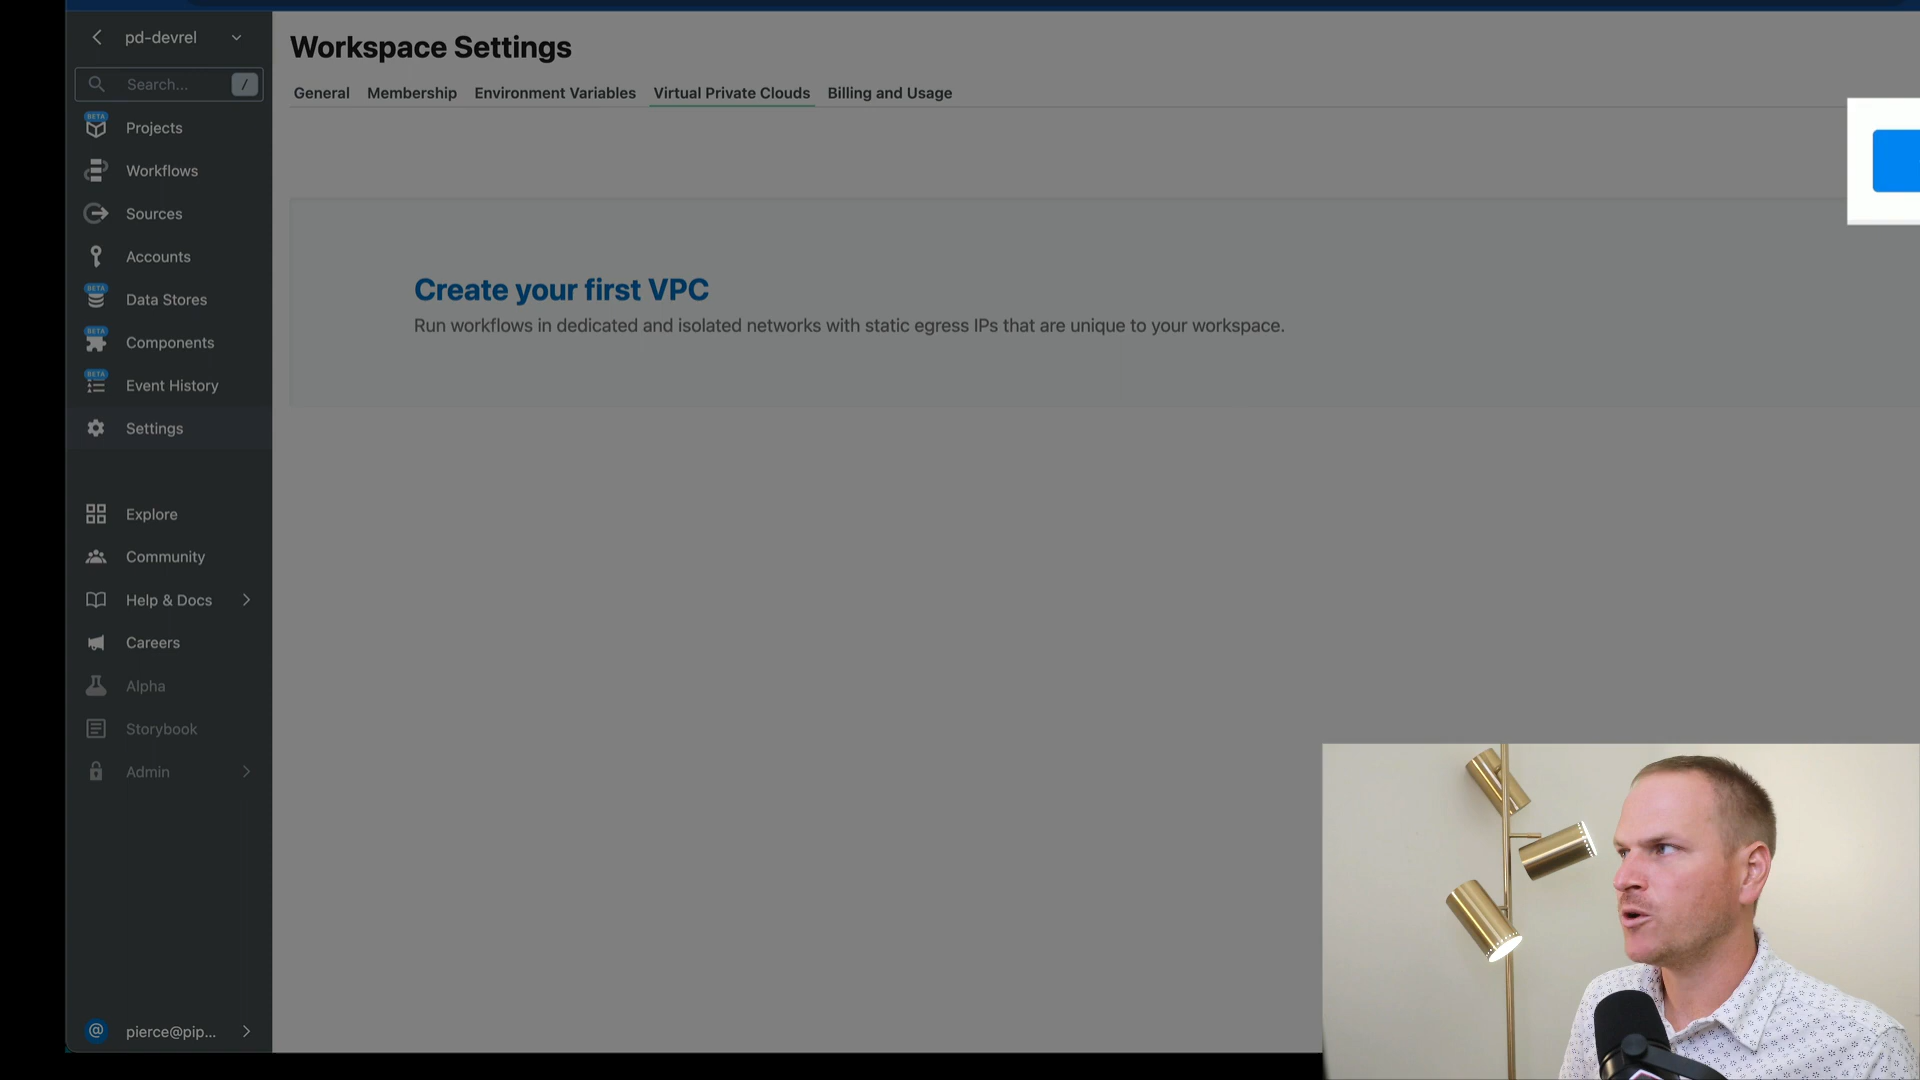 pd-devrel
Search...
/
BETA
Projects
Workflows
Sources
Accounts
BETA
Data Stores
BETA
Components
BETA
Event History
Settings
Explore
Community
Help & Docs
Careers
Alpha
Storybook
Admin
@ pierce@pip...
Workspace Settings
General Membership Environment Variables Virtual Private Clouds Billing and Usage
Create your first VPC
Run workflows in dedicated and isolated networks with static egress IPs that are unique to your workspace.